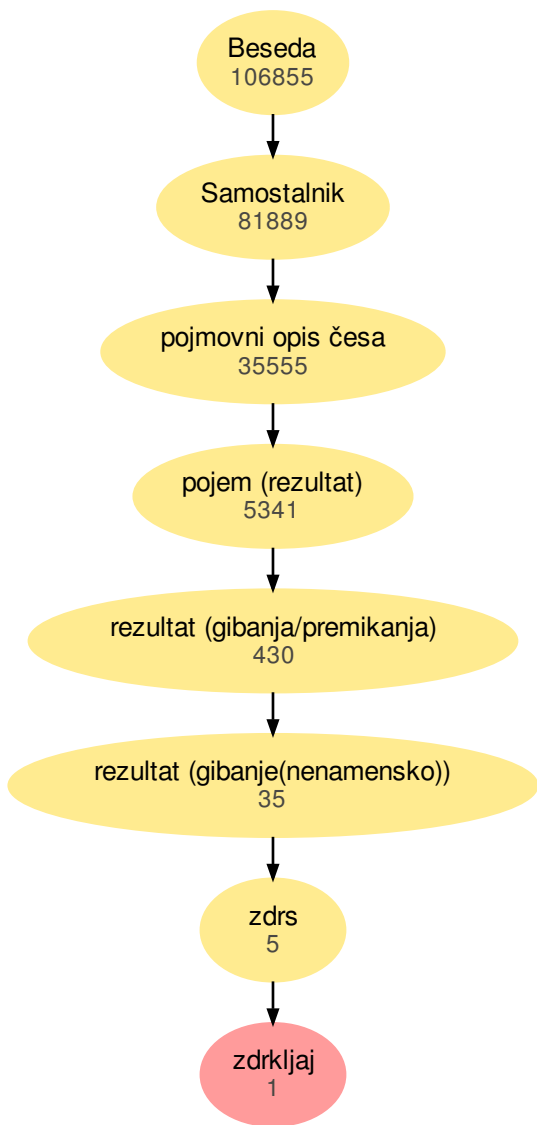 Beseda
106855
Samostalnik
81889
pojmovni opis česa
35555
pojem (rezultat)
5341
rezultat (gibanja/premikanja)
430
rezultat (gibanje(nenamensko))
35
zdrs
5
zdrkljaj
1